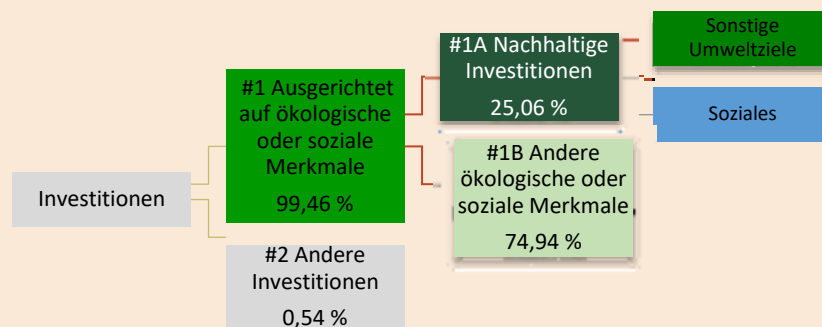 Investitionen
#1 Ausgerichtet
auf ökologische
oder soziale
Merkmale
99,46 %
#2 Andere
Investitionen
0,54 %
#1A Nachhaltige
Investitionen
25,06 %
#1B Andere
ökologische oder
soziale Merkmale
74,94 %
Sonstige
Umweltziele
Soziales